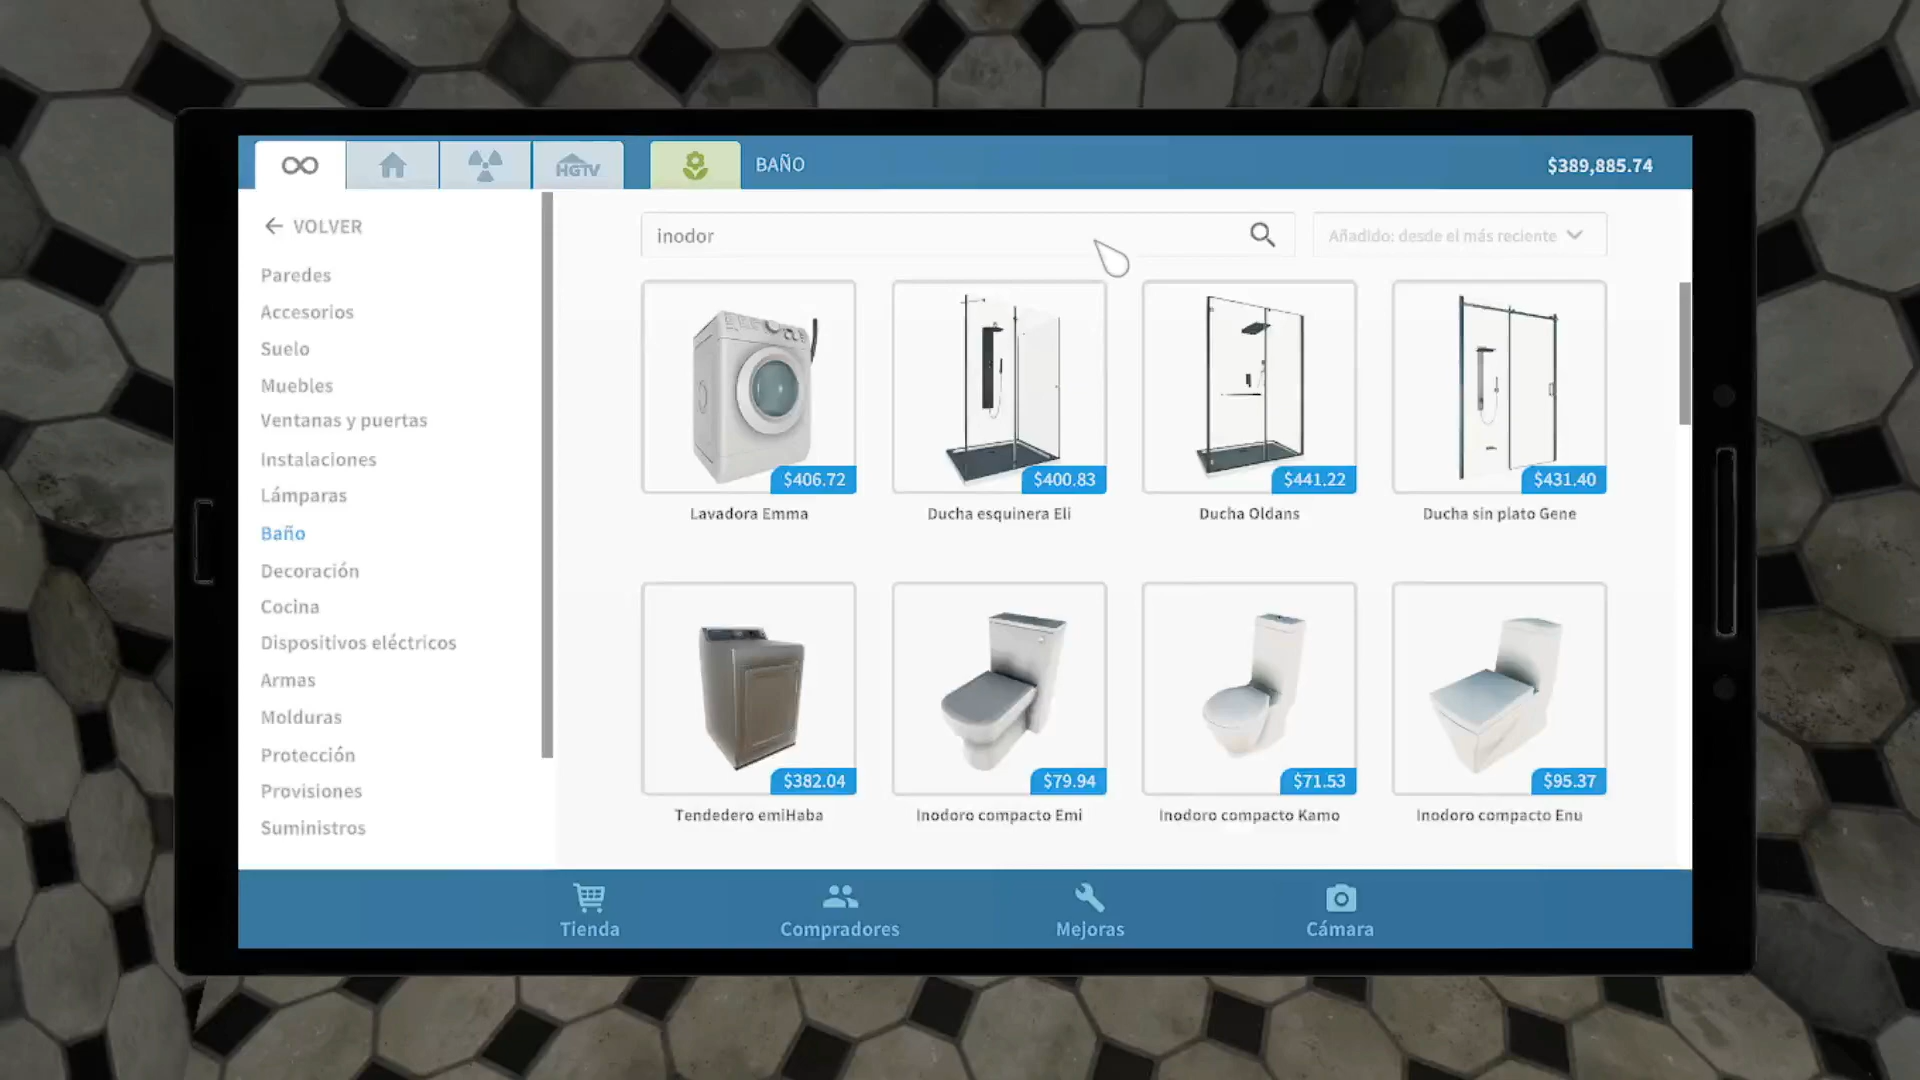 HGTV
BAÑO
$389,885.74
VOLVER
Paredes
Accesorios
Suelo
Muebles
Ventanas y puertas
Instalaciones
Lámparas
Baño
Decoración
Cocina
Dispositivos eléctricos
Armas
Molduras
Protección
Provisiones
Suministros
inodor
Añadido: desde el más reciente
$406.72
$400.83
$441.22
$431.40
Lavadora Emma
Ducha esquinera Eli
Ducha Oldans
Ducha sin plato Gene
$382.04
$79.94
$71.53
$95.37
Tendedero emiHaba
Inodoro compacto Emi
Inodoro compacto Kamo
Inodoro compacto Enu
Tienda
Compradores
Mejoras
Cámara